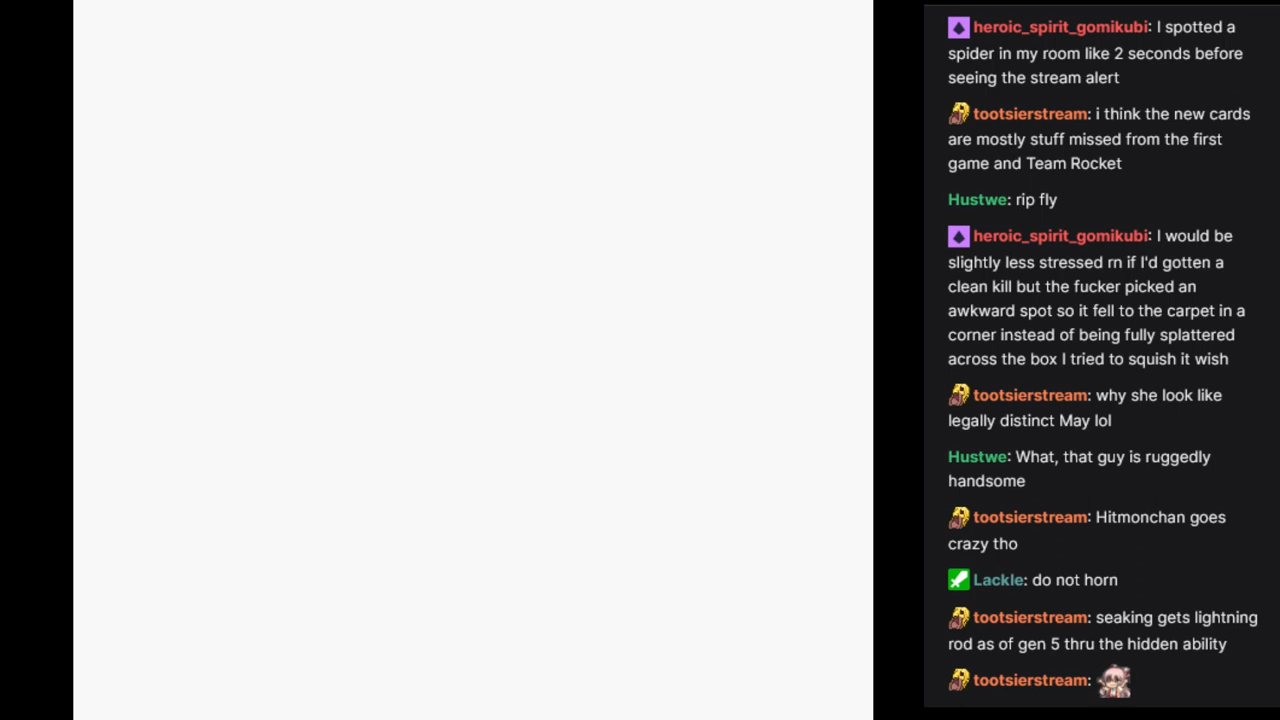 heroic_spirit_gomikubi: I spotted a
spider in my room like 2 seconds before
seeing the stream alert
tootsierstream: i think the new cards
are mostly stuff missed from the first
game and Team Rocket
Hustwe: rip fly
heroic_spirit_gomikubi: I would be
slightly less stressed rn if I'd gotten a
clean kill but the fucker picked an
awkward spot so it fell to the carpet in a
corner instead of being fully splattered
across the box I tried to squish it wish
tootsierstream: why she look like
legally distinct May lol
Hustwe: What, that guy is ruggedly
handsome
tootsierstream: Hitmonchan goes
crazy tho
Lackle: do not horn
tootsierstream: seaking gets lightning
rod as of gen 5 thru the hidden ability
tootsierstream: